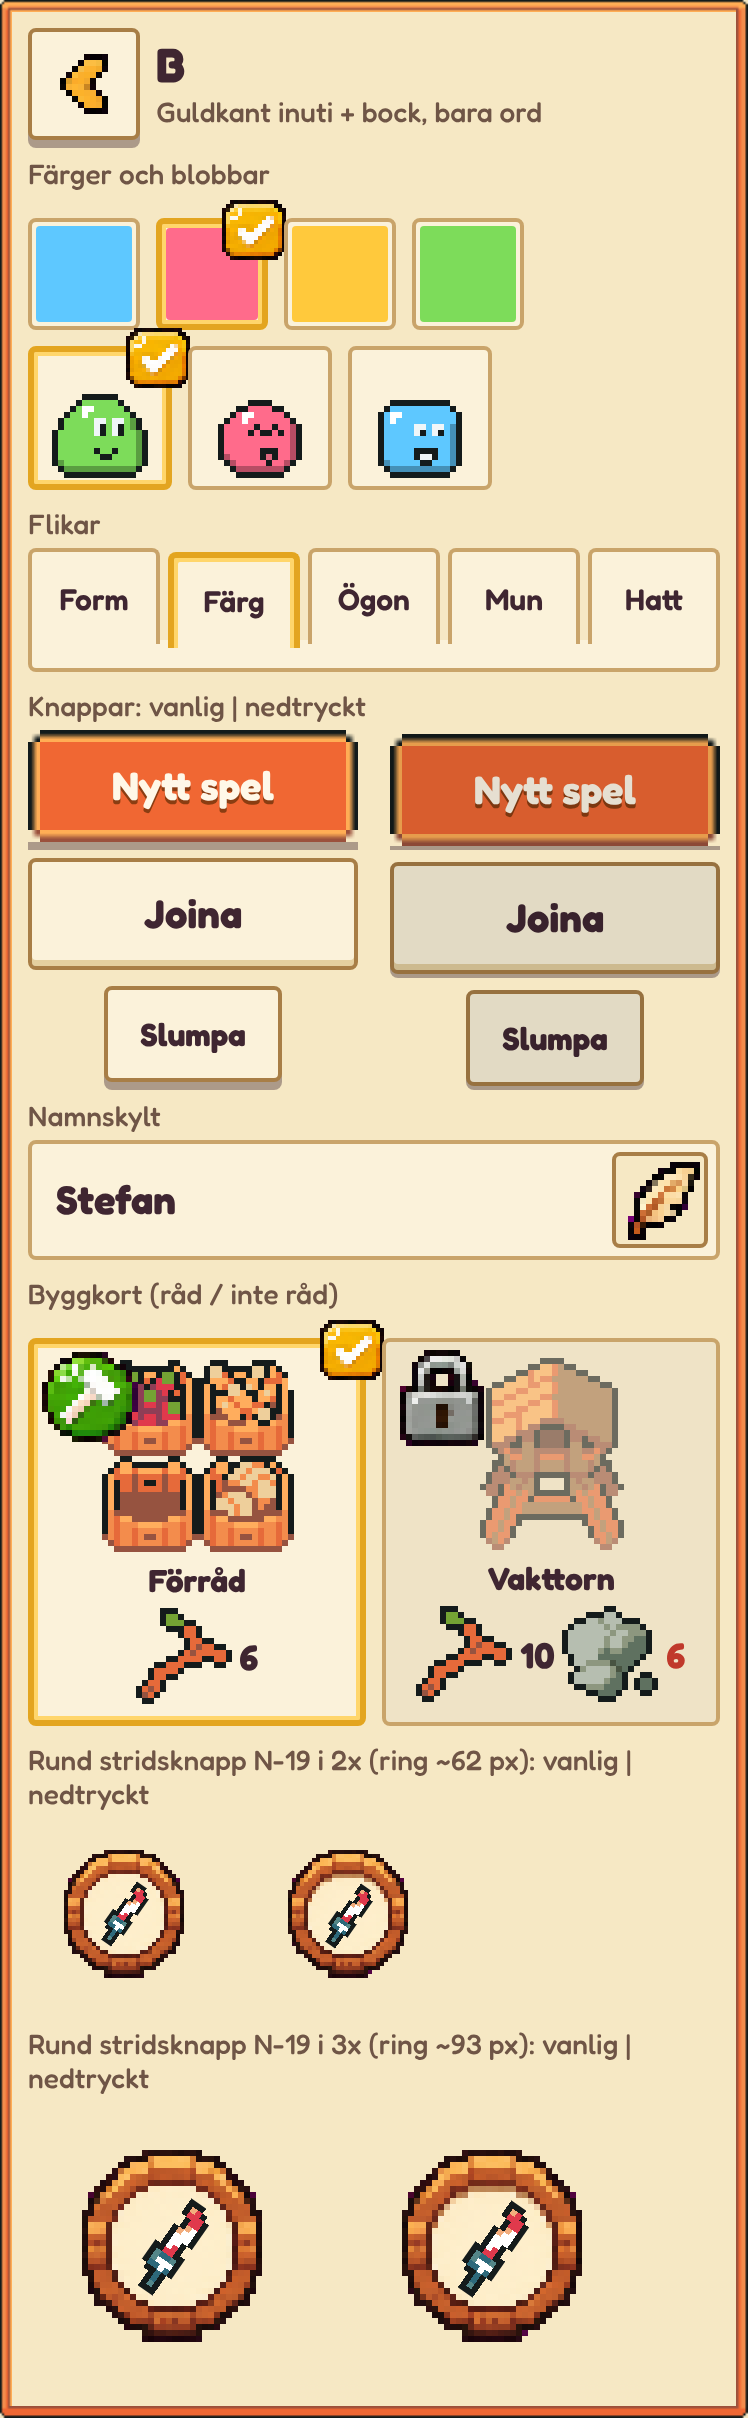 B
Guldkant inuti + bock, bara ord
Färger och blobbar
Flikar
Form Färg Ögon Mun Hatt
Knappar: vanlig | nedtryckt
Nytt spel Nytt spel
Joina Joina
Slumpa Slumpa
Namnskylt
Stefan
Byggkort (råd / inte råd)
Förråd Vakttorn
6 10 6
Rund stridsknapp N-19 i 2x (ring ~62 px): vanlig |
nedtryckt
Rund stridsknapp N-19 i 3x (ring ~93 px): vanlig |
nedtryckt